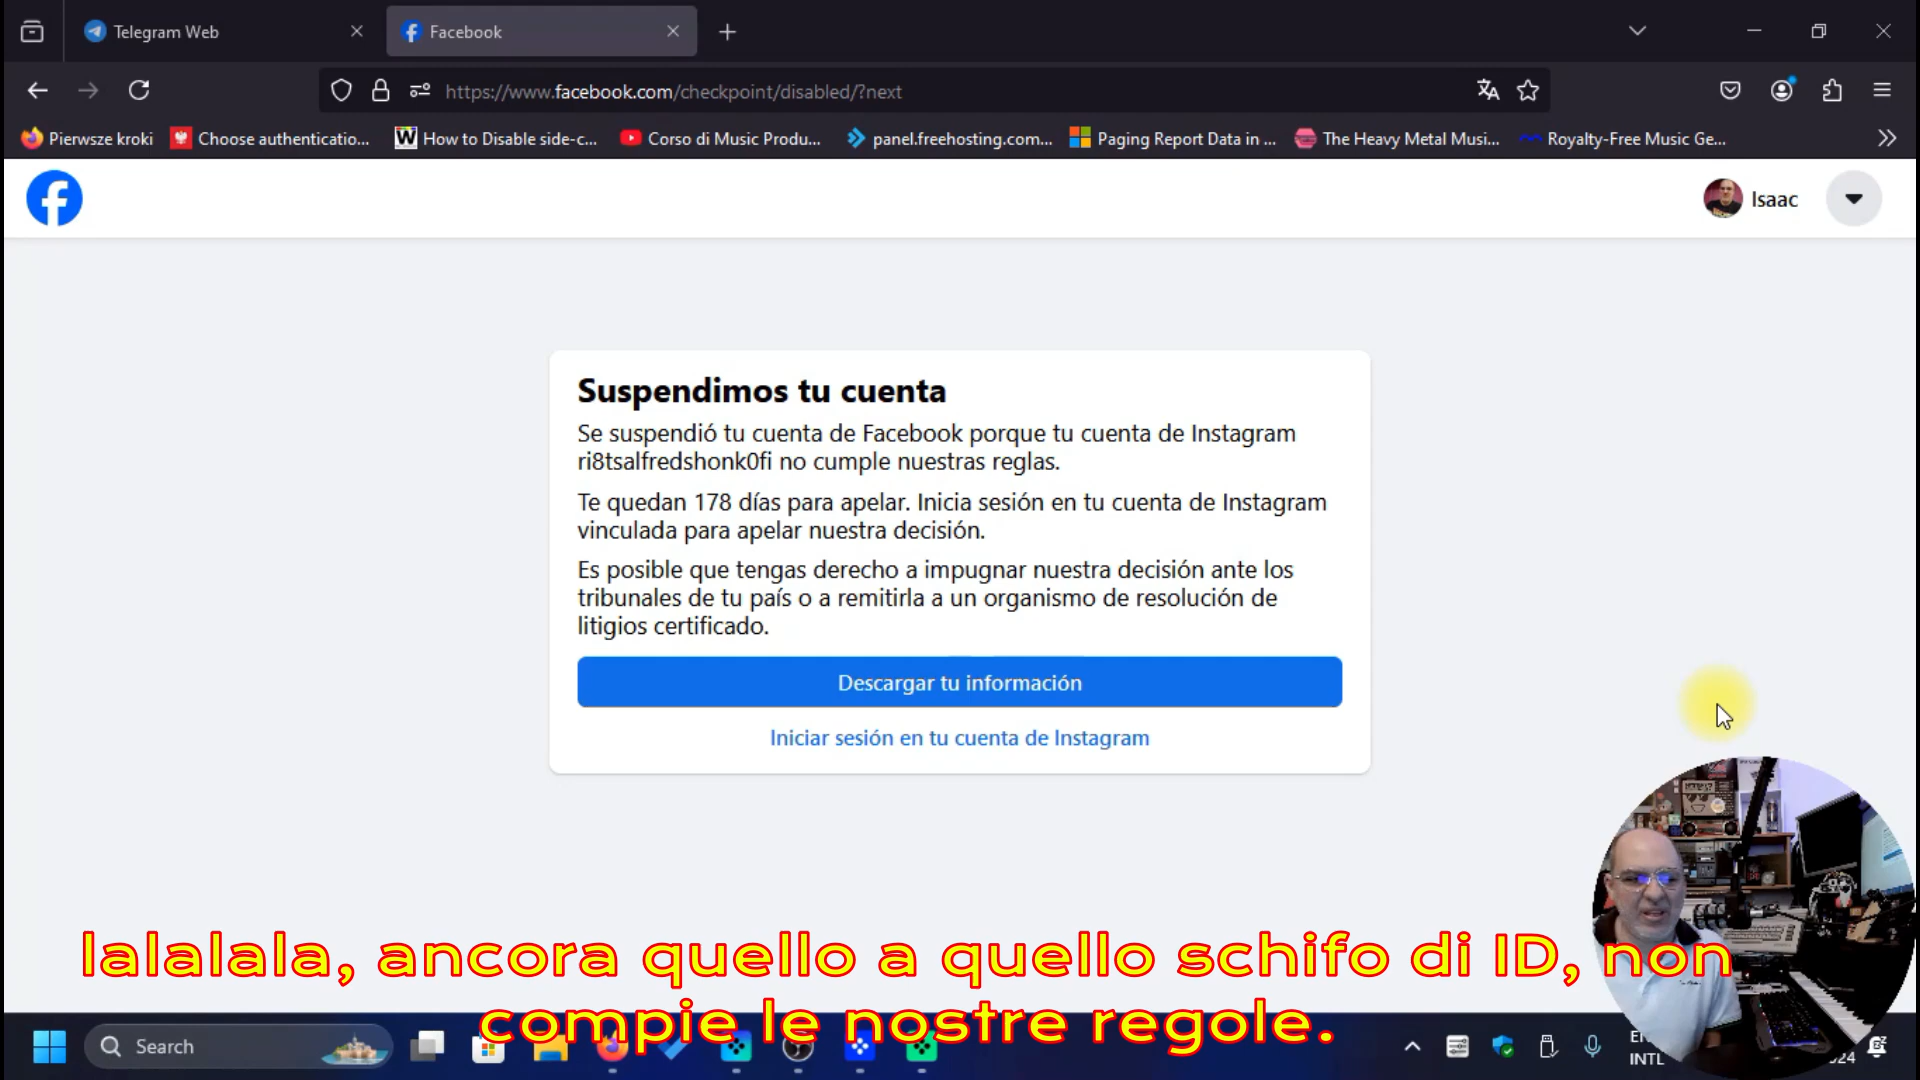 Telegram Web
Facebook
https://www.facebook.com/checkpoint/disabled/?next
Pierwsze kroki
Choose authenticatio...
How to Disable side-c...
Corso di Music Produ...
panel.freehosting.com...
Paging Report Data in ...
The Heavy Metal Musi...
Royalty-Free Music Ge...
Isaac
Suspendimos tu cuenta
Se suspendió tu cuenta de Facebook porque tu cuenta de Instagram
ri8tsalfredshonk0fi no cumple nuestras reglas.
Te quedan 178 días para apelar. Inicia sesión en tu cuenta de Instagram
vinculada para apelar nuestra decisión.
Es posible que tengas derecho a impugnar nuestra decisión ante los
tribunales de tu país o a remitirla a un organismo de resolución de
litigios certificado.
Descargar tu información
Iniciar sesión en tu cuenta de Instagram
lalalala, ancora quello a quello schifo di ID, non
compie le nostre regole.
Search
INTL